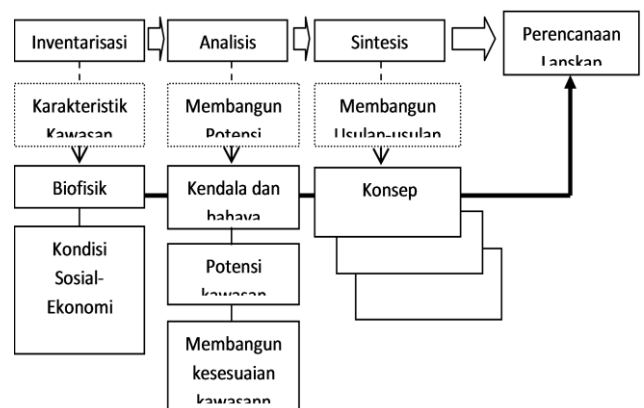 Inventarisasi
Analisis
Sintesis
Perencanaan
Lanskap
Karakteristik
Kawasan
Membangun
Potensi
Membangun
Usulan-usulan
Biofisik
Kendala dan
bahaya
Konsep
Kondisi
Sosial-
Ekonomi
Potensi
kawasan
Membangun
kesesuaian
kawasann